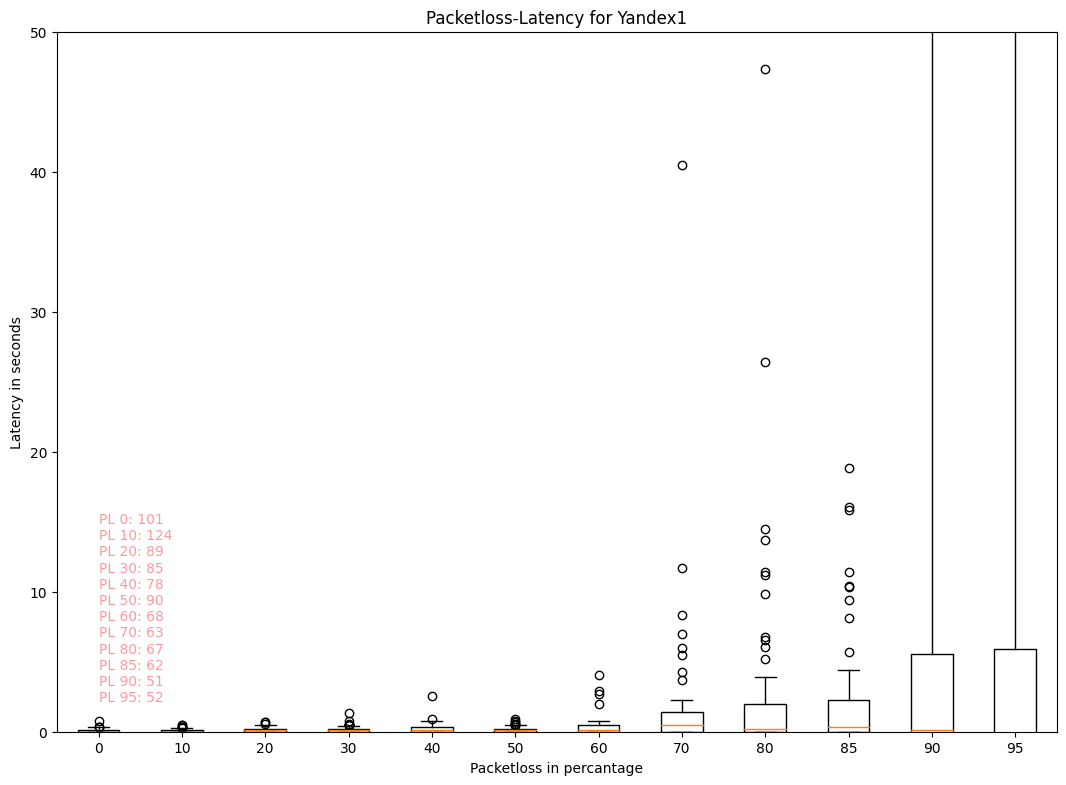 Packetloss-Latency for Yandex1
50
40
30
20
10
0
Latency in seconds
PL 0: 101
PL 10: 124
PL 20: 89
PL 30: 85
PL 40: 78
PL 50: 90
PL 60: 68
PL 70: 63
PL 80: 67
PL 85: 62
PL 90: 51
PL 95: 52
0 10 20 30 40 50 60 70 80 85 90 95
Packetloss in percantage